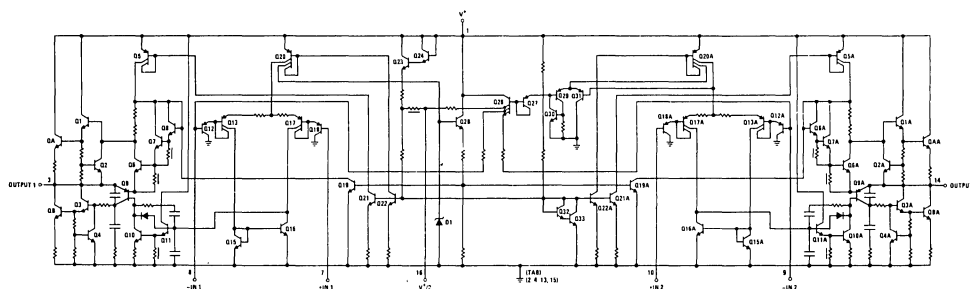 V+
1
Q5
Q20
Q23
Q24
Q20A
Q5A
Q1
QA
Q8
Q7
Q12
Q13
Q17
Q18
Q28
Q27
Q29
Q31
Q30
Q26
Q18A
Q17A
Q13A
Q12A
Q8A
Q7A
Q1A
QAA
Q2
Q6
Q6A
Q2A
OUTPUT 1
3
Q9
Q19
Q19A
Q9A
14
OUTPUT
QB
Q3
Q4
Q10
Q11
Q15
Q16
Q21
Q22
D1
Q32
Q33
Q22A
Q21A
Q16A
Q15A
Q11A
Q10A
Q4A
Q3A
QBA
–IN 1
7
+IN 1
16
V+/2
(TAB)
(2 4 13, 15)
10
+IN 2
9
–IN 2